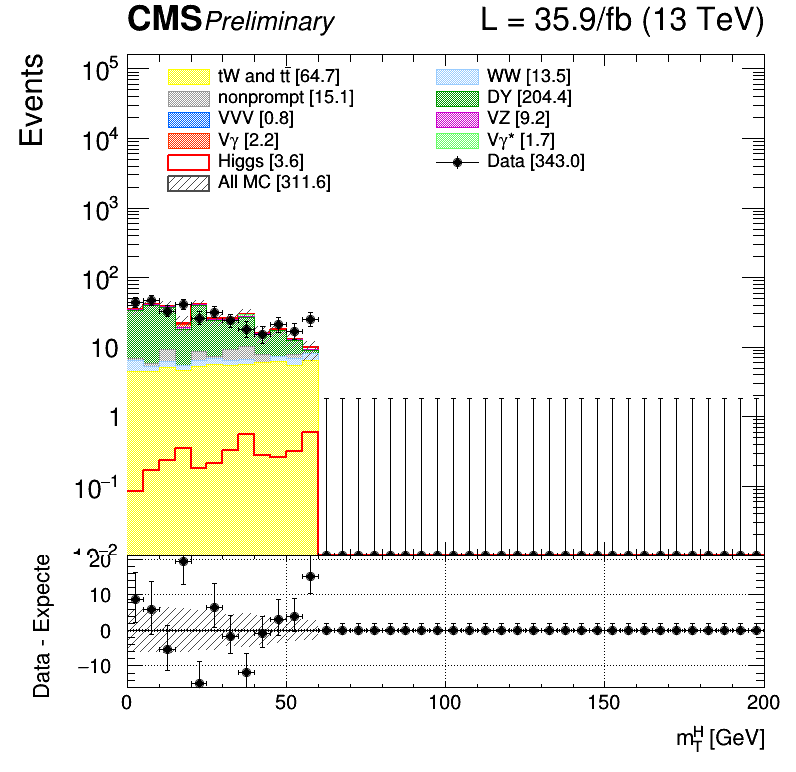 CMS Preliminary L = 35.9/fb (13 TeV)
Events
10^5
10^4
10^3
10^2
10
1
10^−1
10^−2
tW and tt̄ [64.7]
nonprompt [15.1]
VVV [0.8]
Vγ [2.2]
Higgs [3.6]
All MC [311.6]
WW [13.5]
DY [204.4]
VZ [9.2]
Vγ* [1.7]
Data [343.0]
Data - Expecte
20
10
0
−10
0 50 100 150 200
m_T^H [GeV]